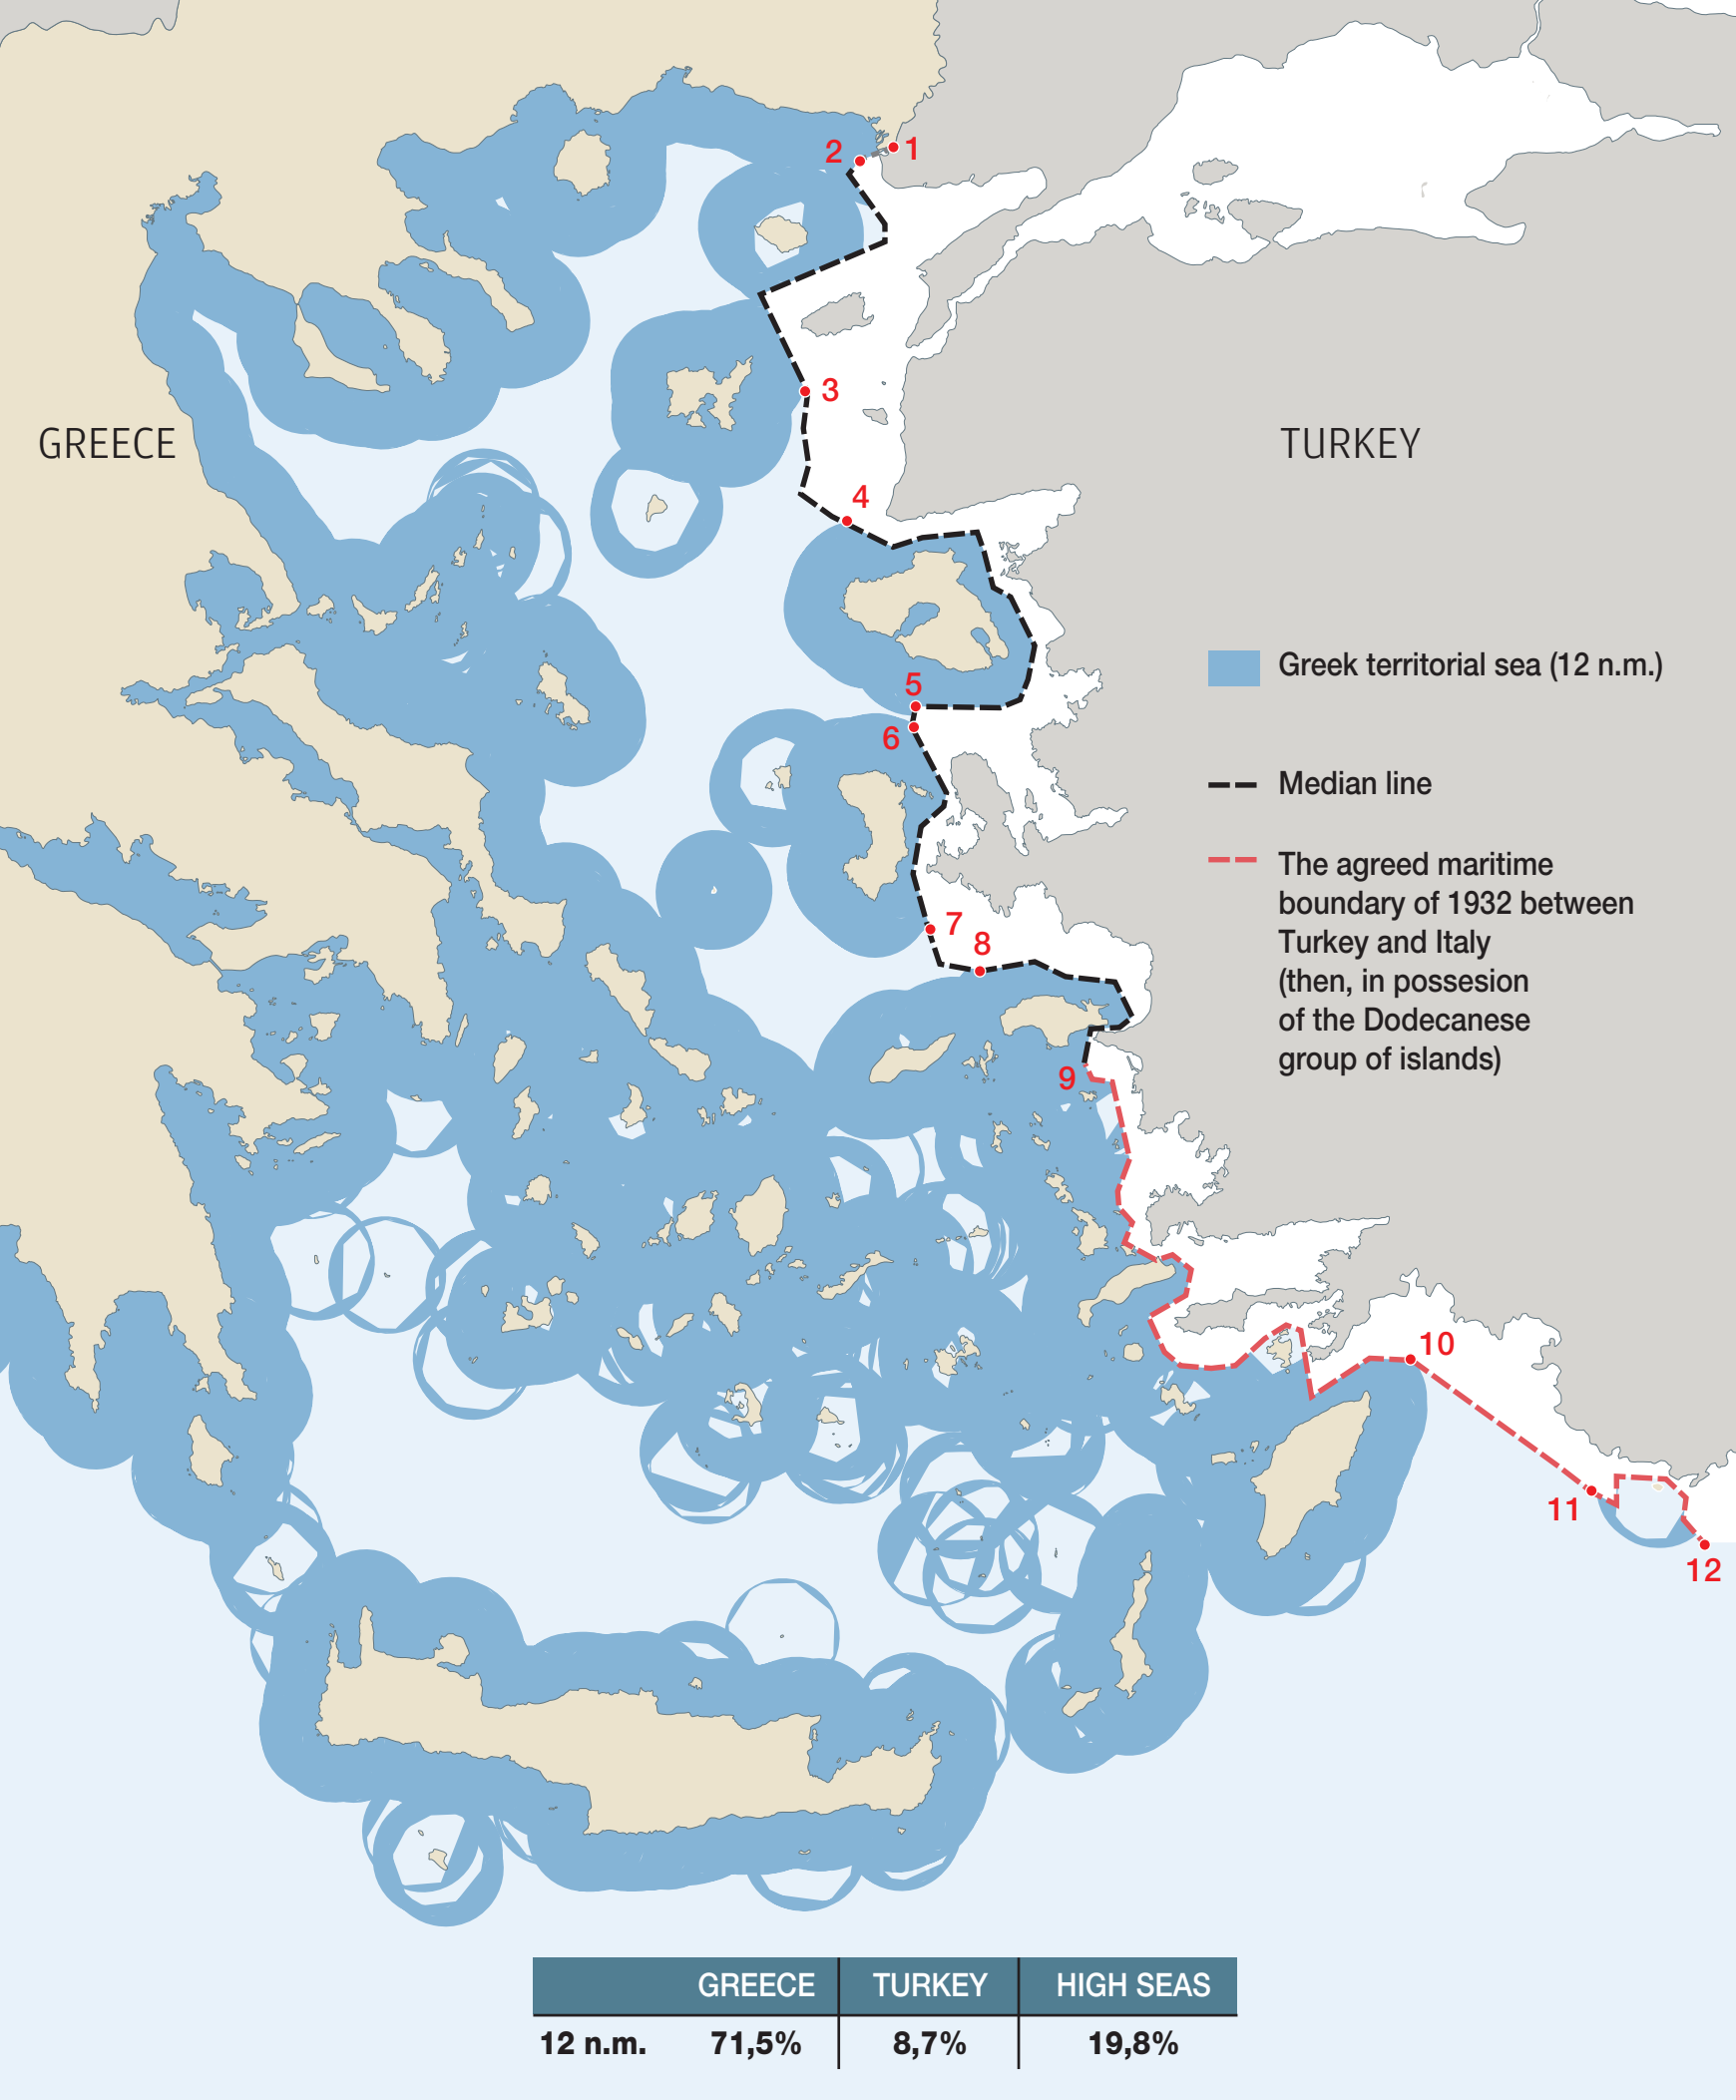 1
2
3
GREECE
TURKEY
4
Greek territorial sea (12 n.m.)
5
6
Median line
The agreed maritime
boundary of 1932 between
Turkey and Italy
(then, in possesion
of the Dodecanese
group of islands)
7
8
9
10
11
12
GREECE TURKEY HIGH SEAS
12 n.m. 71,5% 8,7% 19,8%